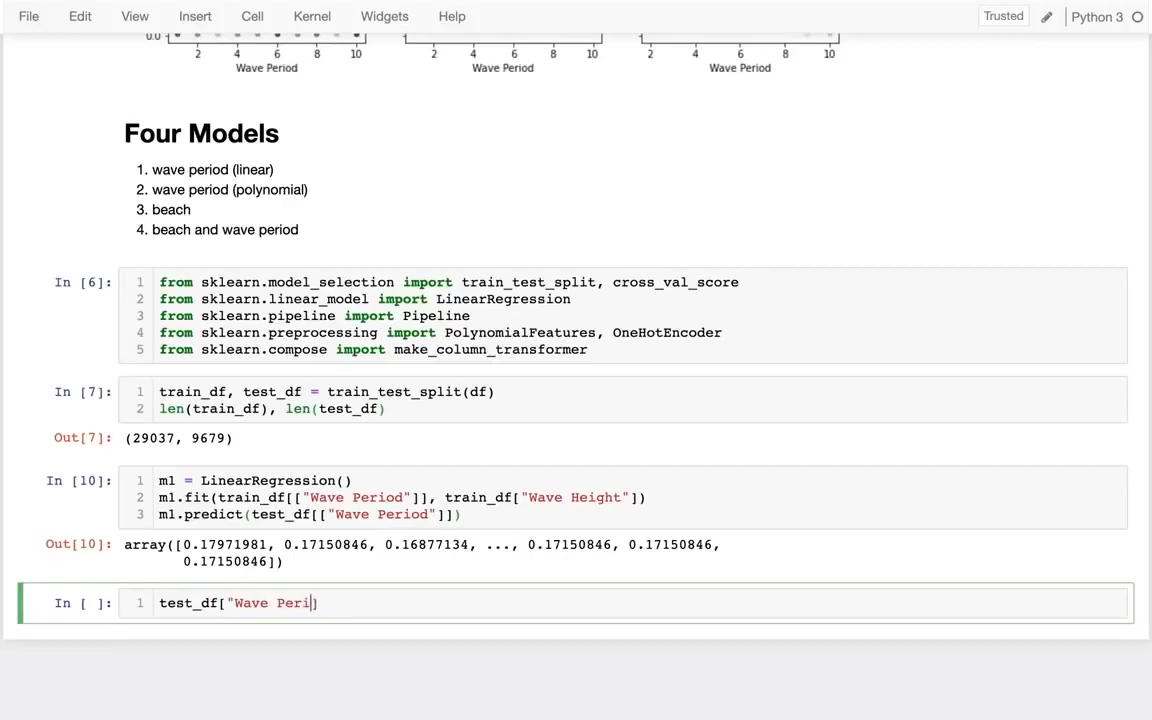 File Edit View Insert Cell Kernel Widgets Help Trusted Python 3
0.0
2 4 6 8 10 2 4 6 8 10 2 4 6 8 10
Wave Period Wave Period Wave Period
Four Models
1. wave period (linear)
2. wave period (polynomial)
3. beach
4. beach and wave period
In [6]: 1 from sklearn.model_selection import train_test_split, cross_val_score
2 from sklearn.linear_model import LinearRegression
3 from sklearn.pipeline import Pipeline
4 from sklearn.preprocessing import PolynomialFeatures, OneHotEncoder
5 from sklearn.compose import make_column_transformer
In [7]: 1 train_df, test_df = train_test_split(df)
2 len(train_df), len(test_df)
Out[7]: (29037, 9679)
In [10]: 1 m1 = LinearRegression()
2 m1.fit(train_df[["Wave Period"]], train_df["Wave Height"])
3 m1.predict(test_df[["Wave Period"]])
Out[10]: array([0.17971981, 0.17150846, 0.16877134, ..., 0.17150846, 0.17150846,
0.17150846])
In [ ]: 1 test_df["Wave Peri]